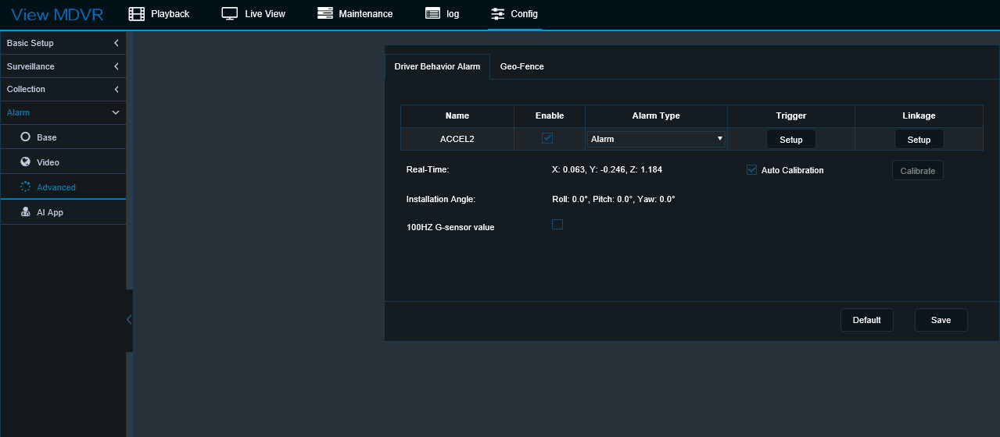 View MDVR Playback Live View Maintenance log Config
Basic Setup
Surveillance
Collection
Alarm
Base
Video
Advanced
AI App
Driver Behavior Alarm Geo-Fence
Name Enable Alarm Type Trigger Linkage
ACCEL2 Alarm Setup Setup
Real-Time: X: 0.063, Y: -0.246, Z: 1.184 Auto Calibration Calibrate
Installation Angle: Roll: 0.0°, Pitch: 0.0°, Yaw: 0.0°
100HZ G-sensor value
Default Save